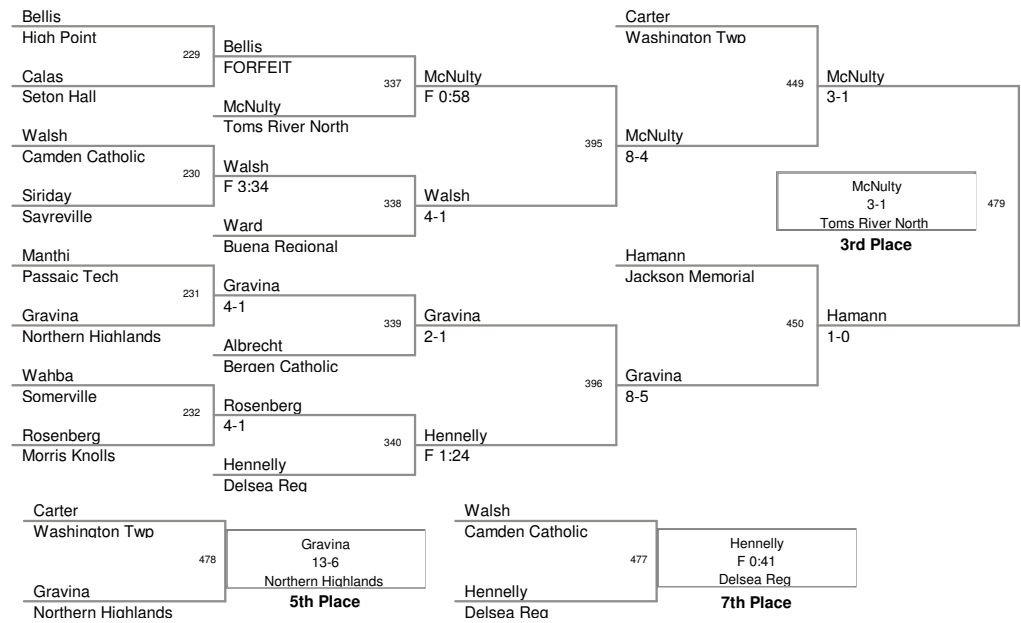 Bellis
High Point
229
Calas
Seton Hall
Walsh
Camden Catholic
230
Siriday
Sayreville
Manthi
Passaic Tech
231
Gravina
Northern Highlands
Wahba
Somerville
232
Rosenberg
Morris Knolls
Bellis
FORFEIT
337
McNulty
Toms River North
Walsh
F 3:34
338
Ward
Buena Regional
Gravina
4-1
339
Albrecht
Bergen Catholic
Rosenberg
4-1
340
Hennelly
Delsea Reg
McNulty
F 0:58
395
Walsh
4-1
Gravina
2-1
396
Hennelly
F 1:24
Carter
Washington Twp
449
McNulty
8-4
Hamann
Jackson Memorial
450
Gravina
8-5
McNulty
3-1
479
Hamann
1-0
McNulty
3-1
Toms River North
3rd Place
Carter
Washington Twp
478
Gravina
Northern Highlands
Gravina
13-6
Northern Highlands
5th Place
Walsh
Camden Catholic
477
Hennelly
Delsea Reg
Hennelly
F 0:41
Delsea Reg
7th Place